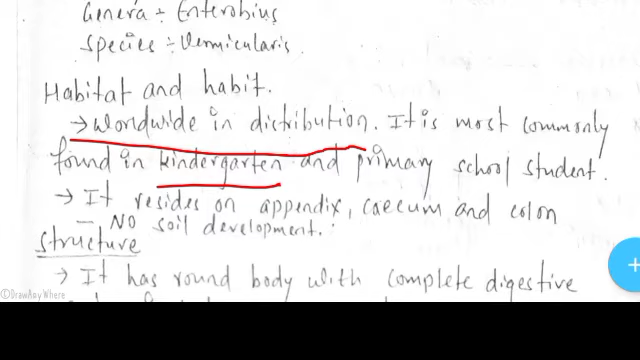 Genera ÷ Enterobius
Species ÷ Vermicularis
Habitat and habit.
→ Worldwide in distribution. It is most commonly
found in kindergarten and primary school student.
→ It resides on appendix, caecum and colon
– No soil development.
Structure
→ It has round body with complete digestive
©DrawAnyWhere